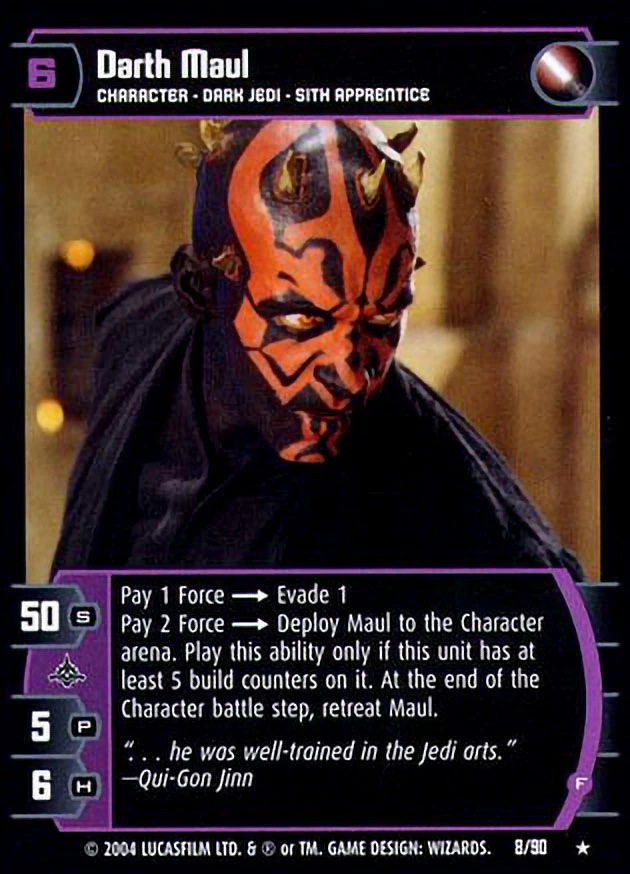 6
Darth Maul
CHARACTER - DARK JEDI - SITH APPRENTICE
50 S
5 P
6 H
Pay 1 Force → Evade 1
Pay 2 Force → Deploy Maul to the Character
arena. Play this ability only if this unit has at
least 5 build counters on it. At the end of the
Character battle step, retreat Maul.
“. . . he was well-trained in the Jedi arts.”
—Qui-Gon Jinn
F
© 2004 LUCASFILM LTD. & ® or TM. GAME DESIGN: WIZARDS. 8/90 ★